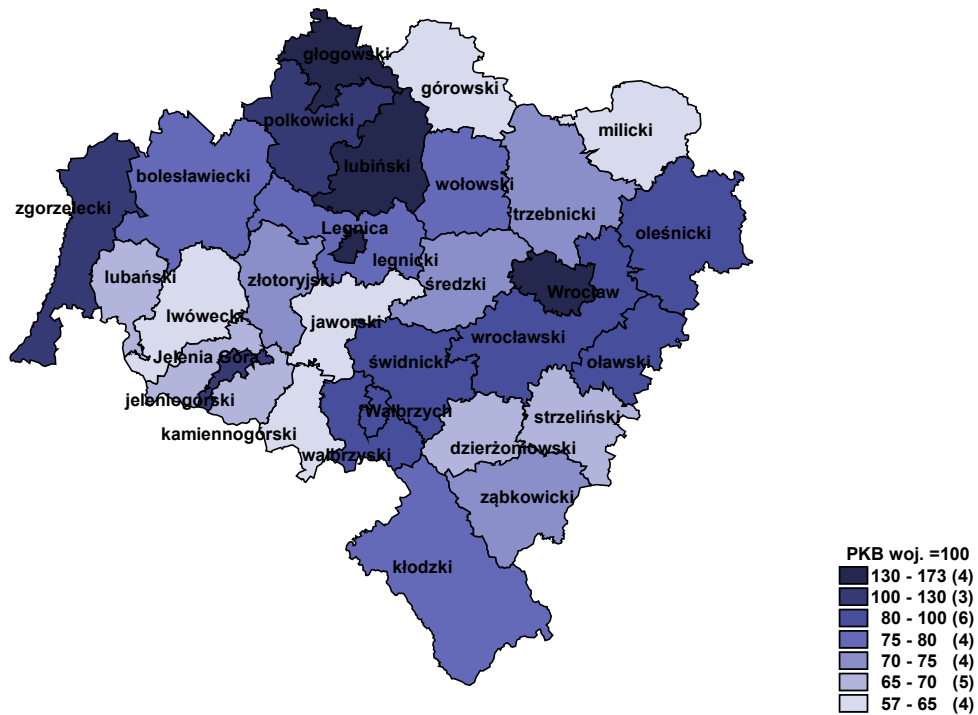 głogowski
górowski
polkowicki
milicki
lubiński
bolesławiecki
wołowski
zgorzelecki
trzebnicki
Legnica
oleśnicki
legnicki
lubański
złotoryjski
średzki
Wrocław
lwówecki
jaworski
wrocławski
Jelenia Góra
świdnicki
oławski
jeleniogórski
Wałbrzych
strzeliński
kamiennogórski
dzierżoniowski
wałbrzyski
ząbkowicki
kłodzki
PKB woj. =100
130 - 173 (4)
100 - 130 (3)
80 - 100 (6)
75 - 80 (4)
70 - 75 (4)
65 - 70 (5)
57 - 65 (4)